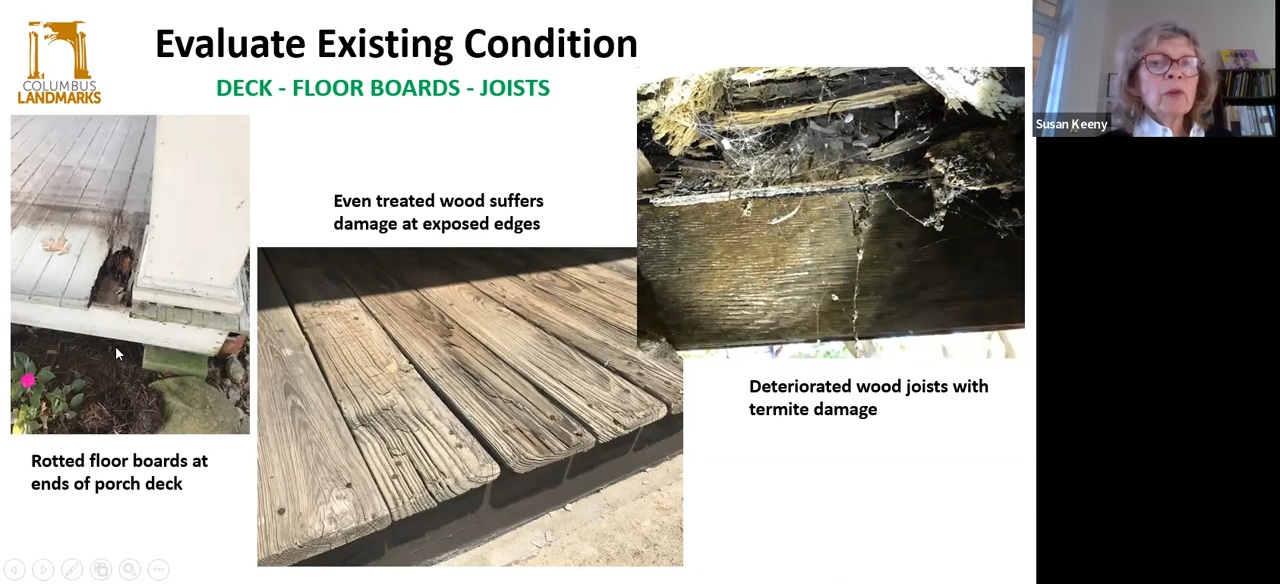 Evaluate Existing Condition
COLUMBUS
LANDMARKS
DECK - FLOOR BOARDS - JOISTS
Susan Keeny
Even treated wood suffers
damage at exposed edges
Deteriorated wood joists with
termite damage
Rotted floor boards at
ends of porch deck